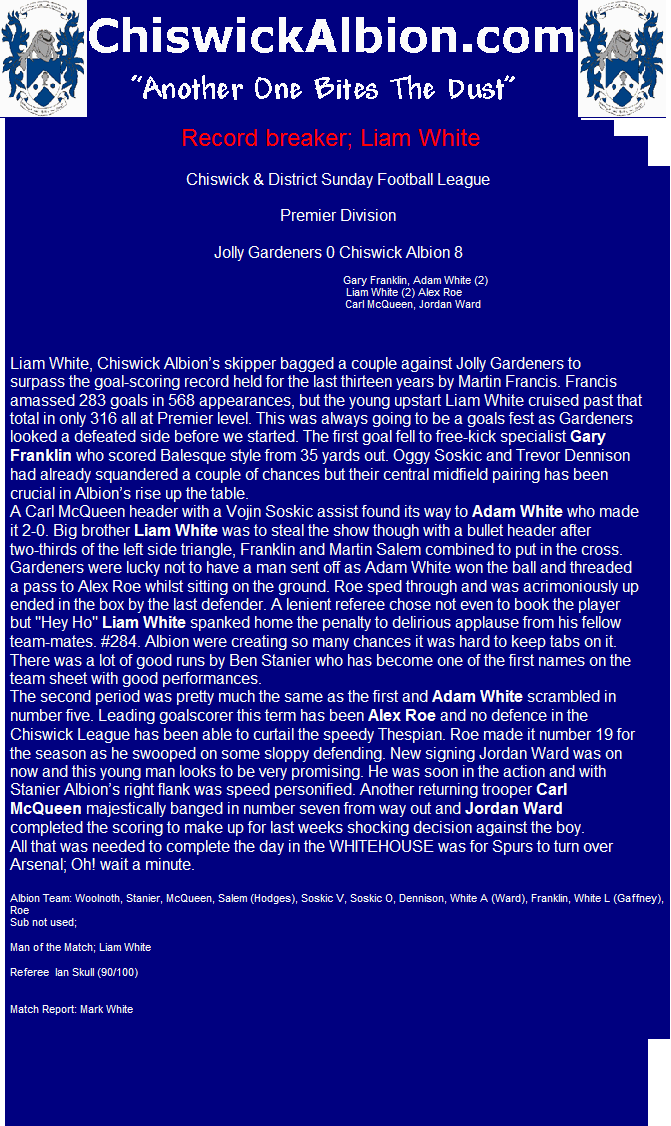 ChiswickAlbion.com
“Another One Bites The Dust”
Record breaker; Liam White
Chiswick & District Sunday Football League
Premier Division
Jolly Gardeners 0 Chiswick Albion 8
Gary Franklin, Adam White (2)
Liam White (2) Alex Roe
Carl McQueen, Jordan Ward
Liam White, Chiswick Albion’s skipper bagged a couple against Jolly Gardeners to
surpass the goal-scoring record held for the last thirteen years by Martin Francis. Francis
amassed 283 goals in 568 appearances, but the young upstart Liam White cruised past that
total in only 316 all at Premier level. This was always going to be a goals fest as Gardeners
looked a defeated side before we started. The first goal fell to free-kick specialist Gary
Franklin who scored Balesque style from 35 yards out. Oggy Soskic and Trevor Dennison
had already squandered a couple of chances but their central midfield pairing has been
crucial in Albion’s rise up the table.
A Carl McQueen header with a Vojin Soskic assist found its way to Adam White who made
it 2-0. Big brother Liam White was to steal the show though with a bullet header after
two-thirds of the left side triangle, Franklin and Martin Salem combined to put in the cross.
Gardeners were lucky not to have a man sent off as Adam White won the ball and threaded
a pass to Alex Roe whilst sitting on the ground. Roe sped through and was acrimoniously up
ended in the box by the last defender. A lenient referee chose not even to book the player
but "Hey Ho" Liam White spanked home the penalty to delirious applause from his fellow
team-mates. #284. Albion were creating so many chances it was hard to keep tabs on it.
There was a lot of good runs by Ben Stanier who has become one of the first names on the
team sheet with good performances.
The second period was pretty much the same as the first and Adam White scrambled in
number five. Leading goalscorer this term has been Alex Roe and no defence in the
Chiswick League has been able to curtail the speedy Thespian. Roe made it number 19 for
the season as he swooped on some sloppy defending. New signing Jordan Ward was on
now and this young man looks to be very promising. He was soon in the action and with
Stanier Albion’s right flank was speed personified. Another returning trooper Carl
McQueen majestically banged in number seven from way out and Jordan Ward
completed the scoring to make up for last weeks shocking decision against the boy.
All that was needed to complete the day in the WHITEHOUSE was for Spurs to turn over
Arsenal; Oh! wait a minute.
Albion Team: Woolnoth, Stanier, McQueen, Salem (Hodges), Soskic V, Soskic O, Dennison, White A (Ward), Franklin, White L (Gaffney),
Roe
Sub not used;
Man of the Match; Liam White
Referee Ian Skull (90/100)
Match Report: Mark White